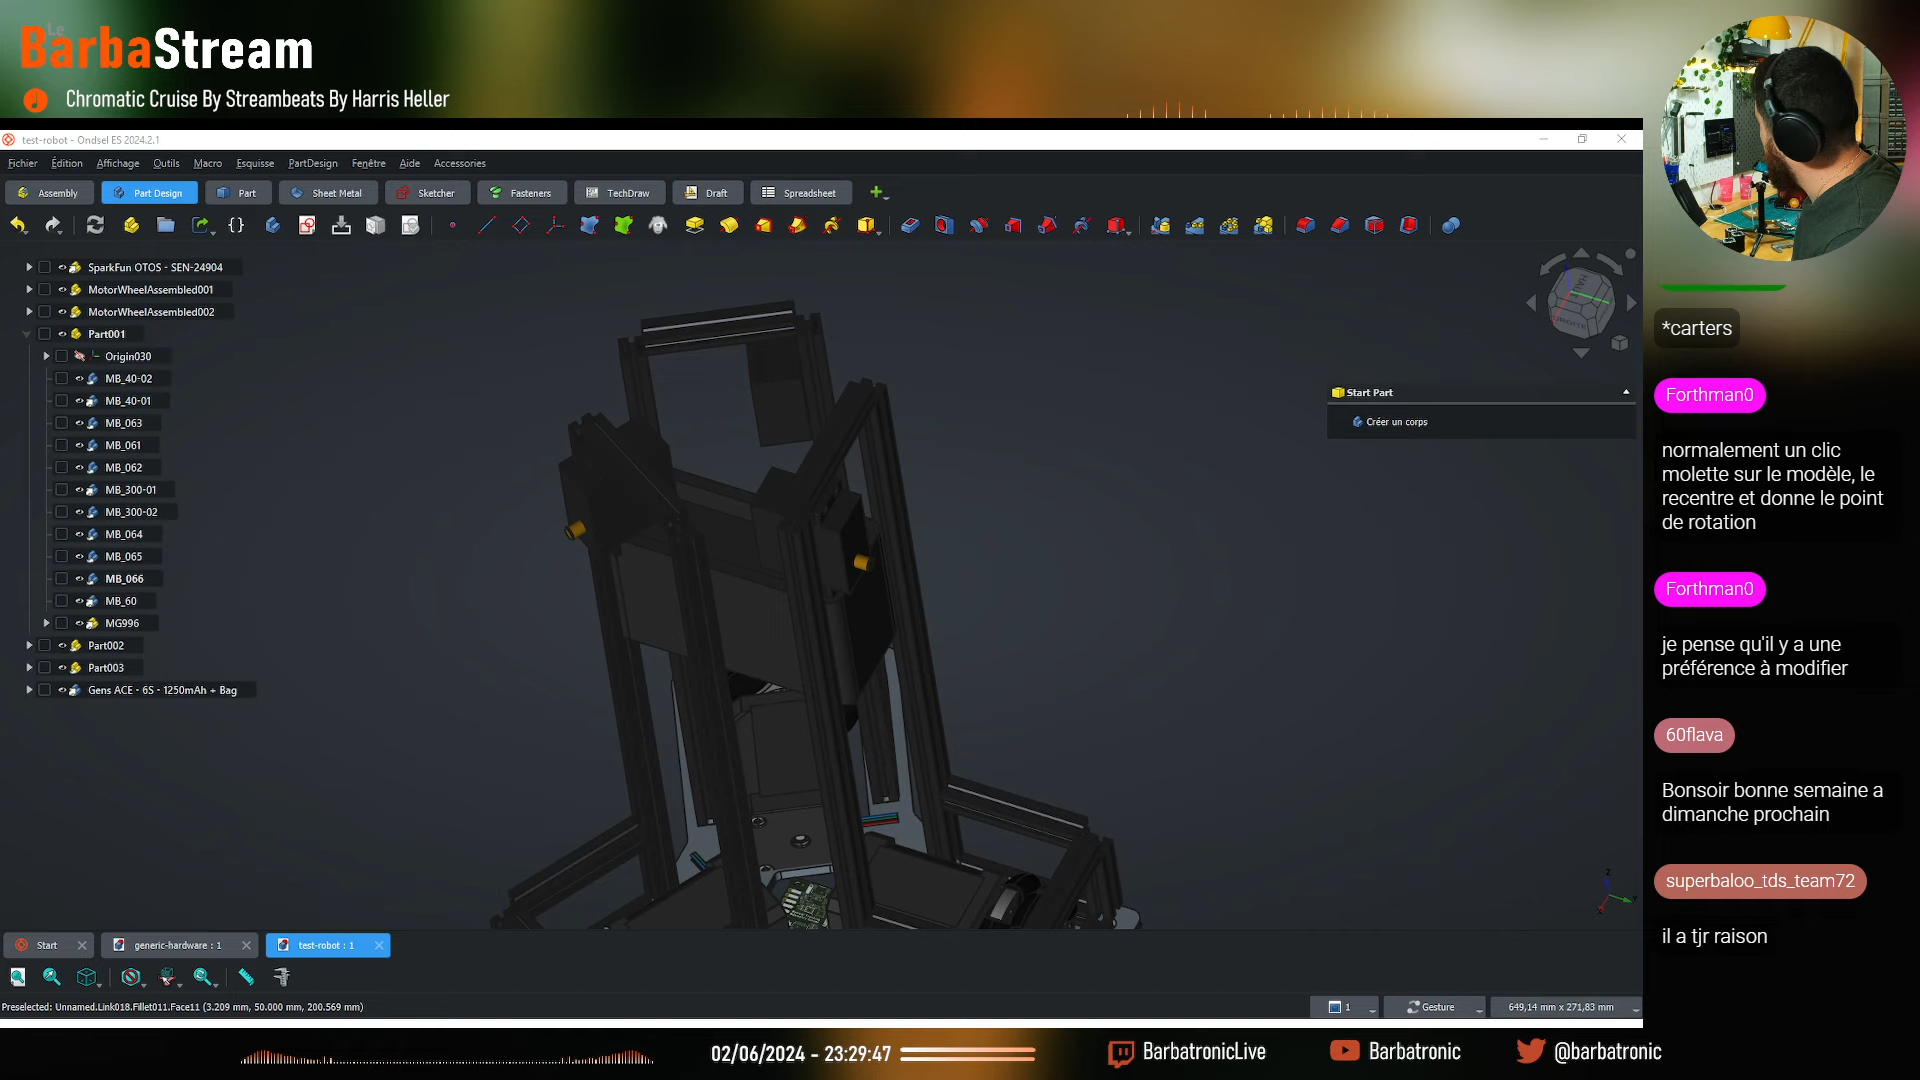 Le
BarbaStream
Chromatic Cruise By Streambeats By Harris Heller
test-robot - Ondsel ES 2024.2.1
Fichier Édition Affichage Outils Macro Esquisse PartDesign Fenêtre Aide Accessories
Assembly Part Design Part Sheet Metal Sketcher Fasteners TechDraw Draft Spreadsheet
SparkFun OTOS - SEN-24904
MotorWheelAssembled001
MotorWheelAssembled002
Part001
Origin030
MB_40-02
MB_40-01
MB_063
MB_061
MB_062
MB_300-01
MB_300-02
MB_064
MB_065
MB_066
MB_60
MG996
Part002
Part003
Gens ACE - 6S - 1250mAh + Bag
Start Part
Créer un corps
*carters
Forthman0
normalement un clic
molette sur le modèle, le
recentre et donne le point
de rotation
Forthman0
je pense qu'il y a une
préférence à modifier
60flava
Bonsoir bonne semaine a
dimanche prochain
superbaloo_tds_team72
il a tjr raison
Z
Start generic-hardware : 1 test-robot : 1
Preselected: Unnamed.Link018.Fillet011.Face11 (3.209 mm, 50.000 mm, 200.569 mm)
1 Gesture 649,14 mm x 271,83 mm
02/06/2024 - 23:29:47
BarbatronicLive Barbatronic @barbatronic